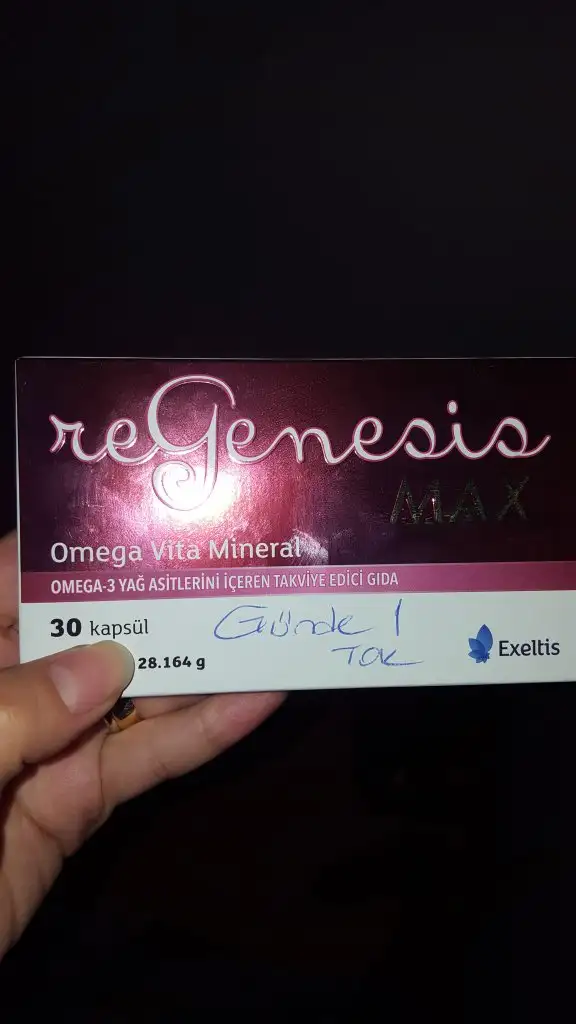 reGenesis
MAX
Omega Vita Mineral
OMEGA-3 YAĞ ASİTLERİNİ İÇEREN TAKVİYE EDİCİ GIDA
30 kapsül
Günde 1
TOK
28.164 g
Exeltis